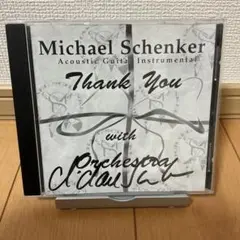 Michael Schenker
Acoustic Guitar Instrumental
Thank You
with
Orchestra